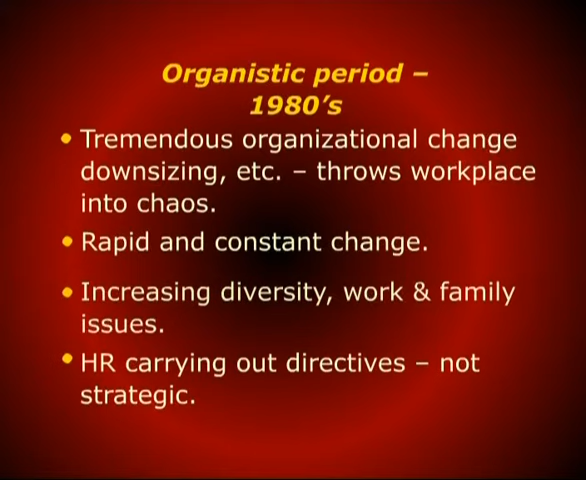 Organistic period –
1980’s
• Tremendous organizational change
downsizing, etc. – throws workplace
into chaos.
• Rapid and constant change.
• Increasing diversity, work & family
issues.
• HR carrying out directives – not
strategic.